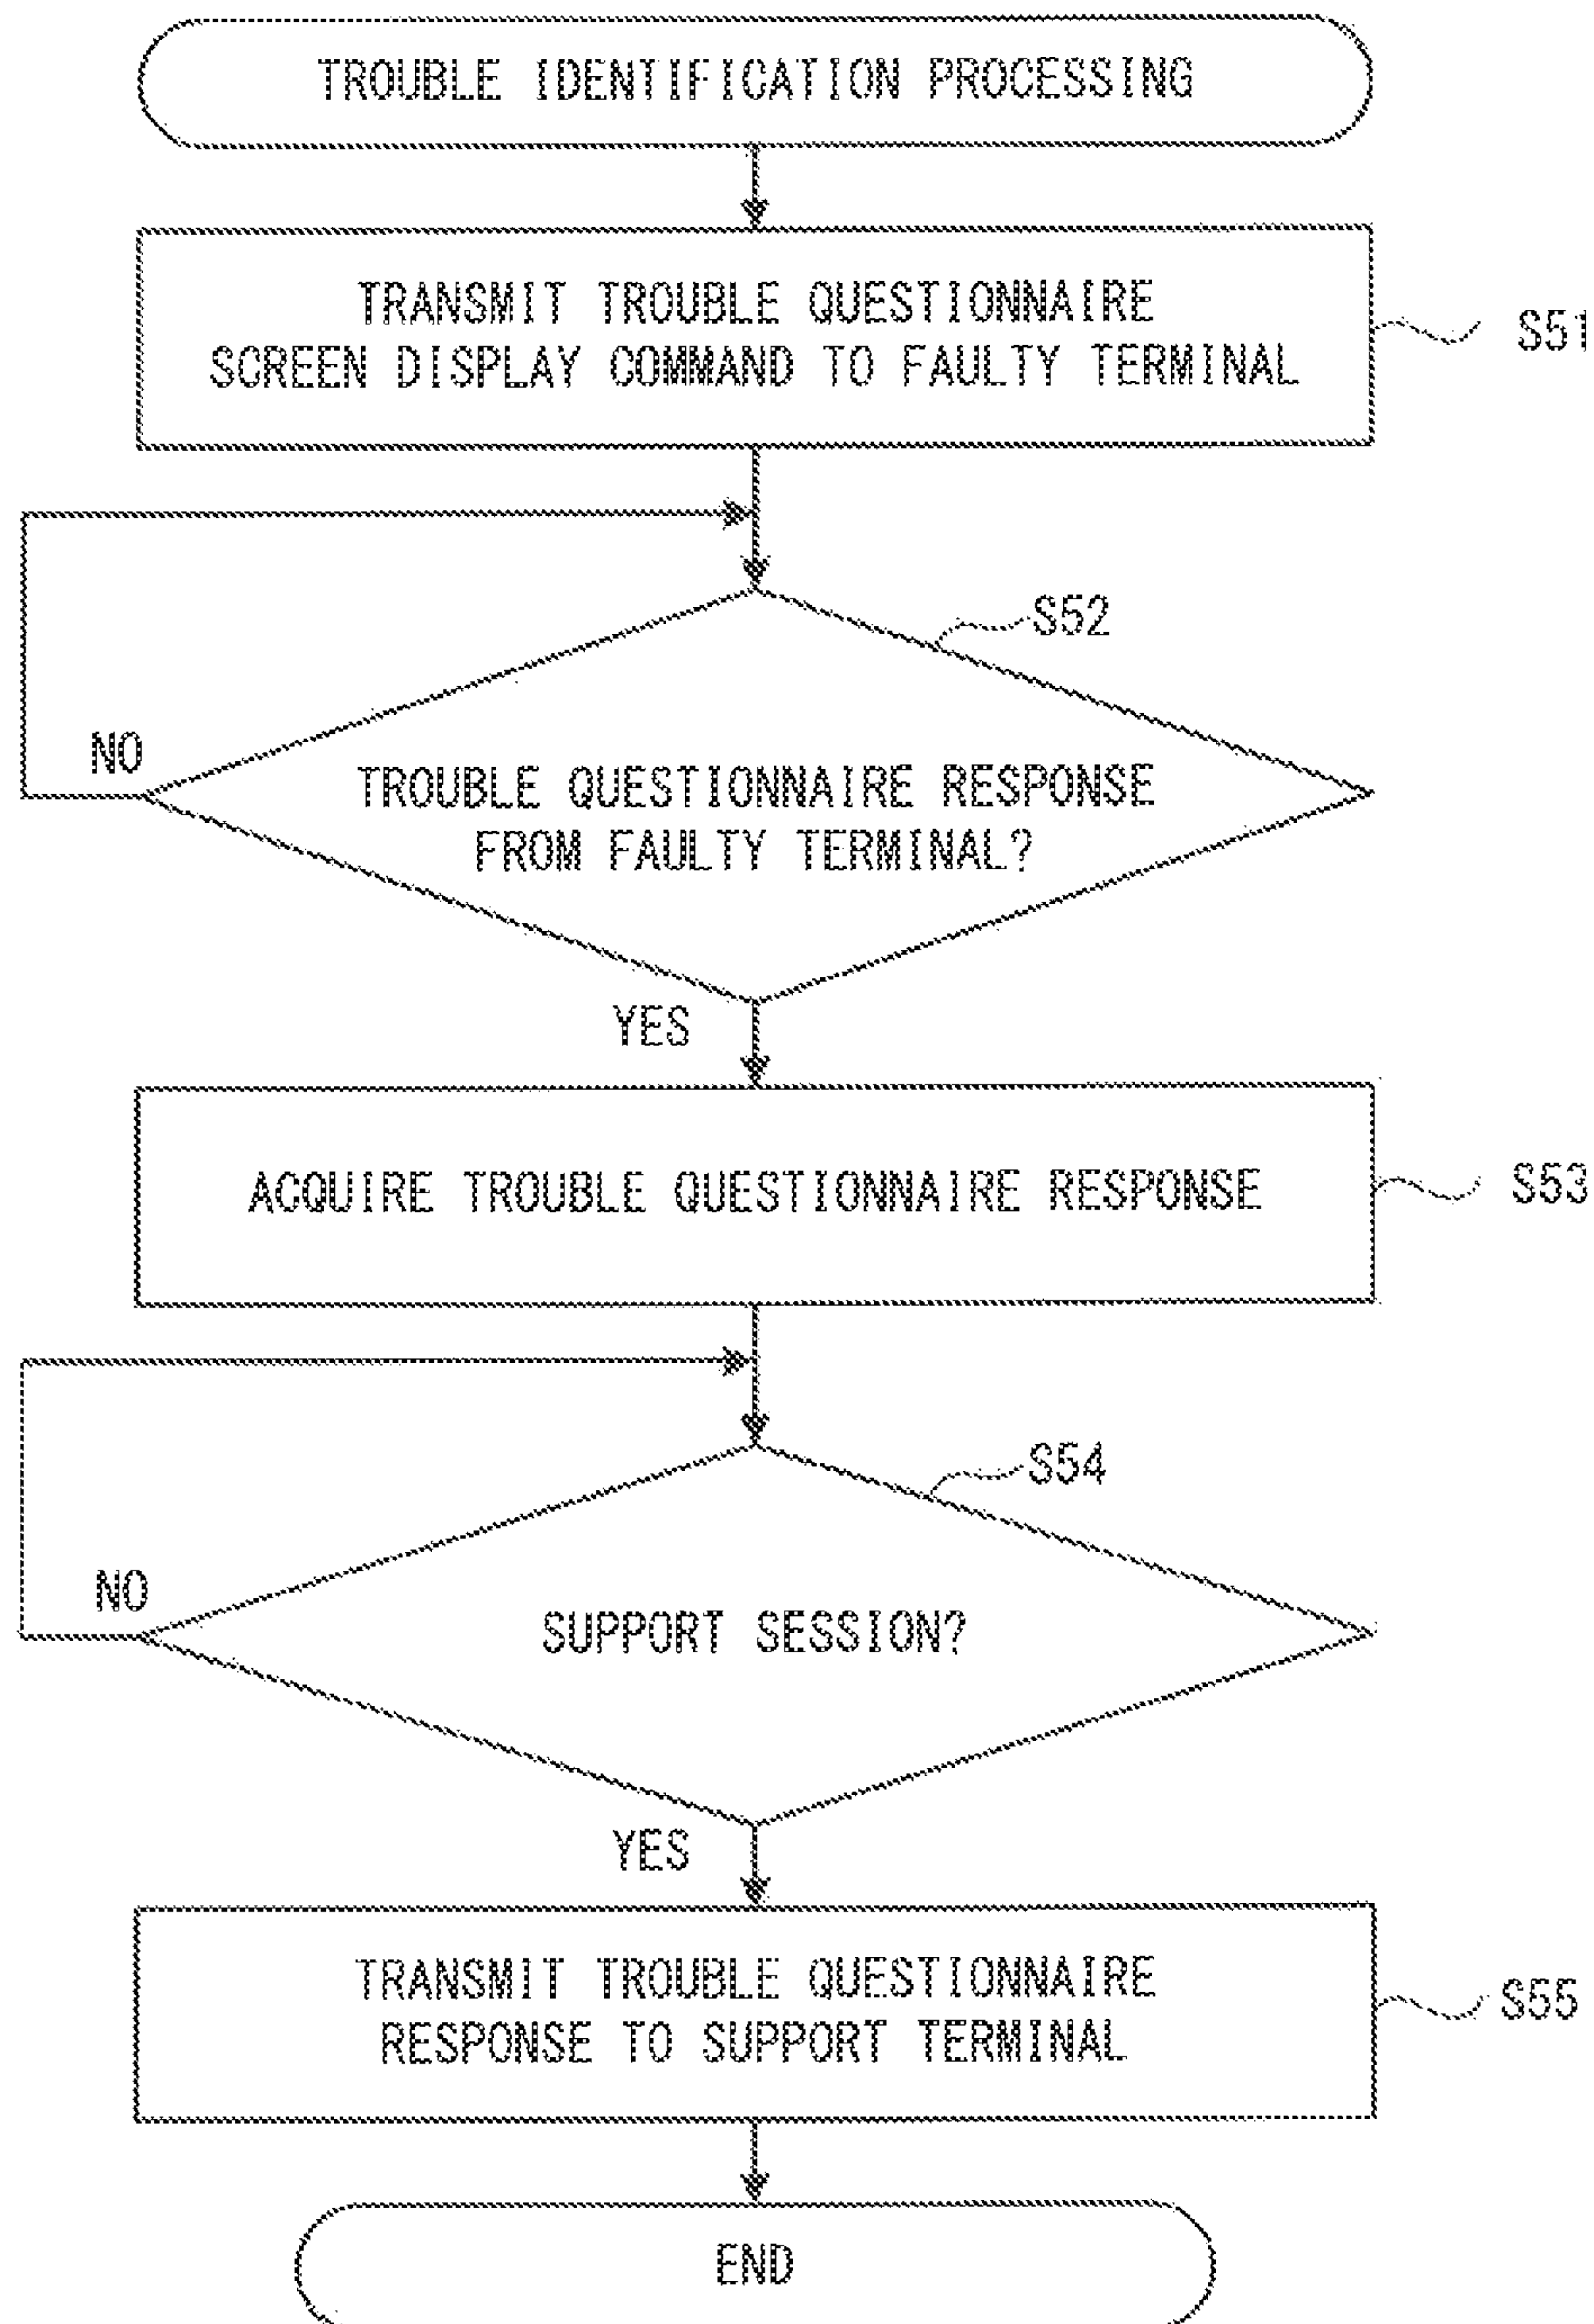 TROUBLE IDENTIFICATION PROCESSING
TRANSMIT TROUBLE QUESTIONNAIRE
SCREEN DISPLAY COMMAND TO FAULTY TERMINAL
S51
S52
NO
TROUBLE QUESTIONNAIRE RESPONSE
FROM FAULTY TERMINAL?
YES
ACQUIRE TROUBLE QUESTIONNAIRE RESPONSE
S53
S54
NO
SUPPORT SESSION?
YES
TRANSMIT TROUBLE QUESTIONNAIRE
RESPONSE TO SUPPORT TERMINAL
S55
END